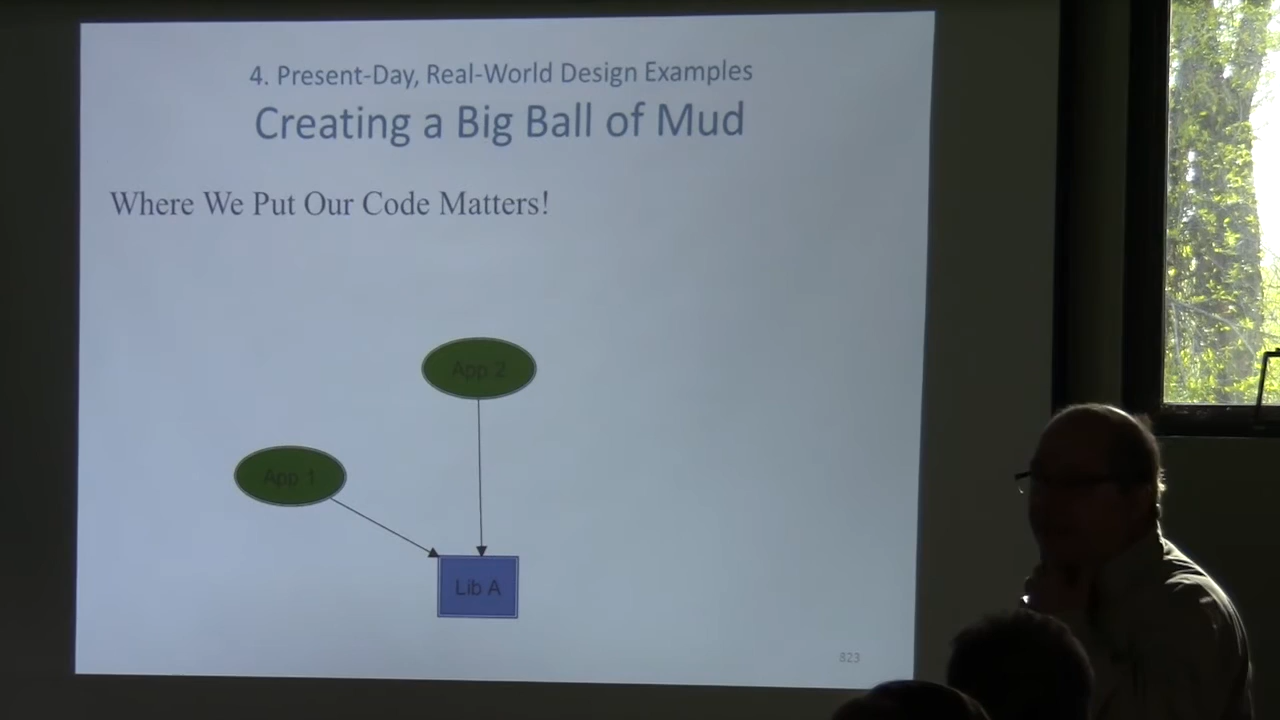 4. Present-Day, Real-World Design Examples
Creating a Big Ball of Mud
Where We Put Our Code Matters!
App 2
App 1
Lib A
823